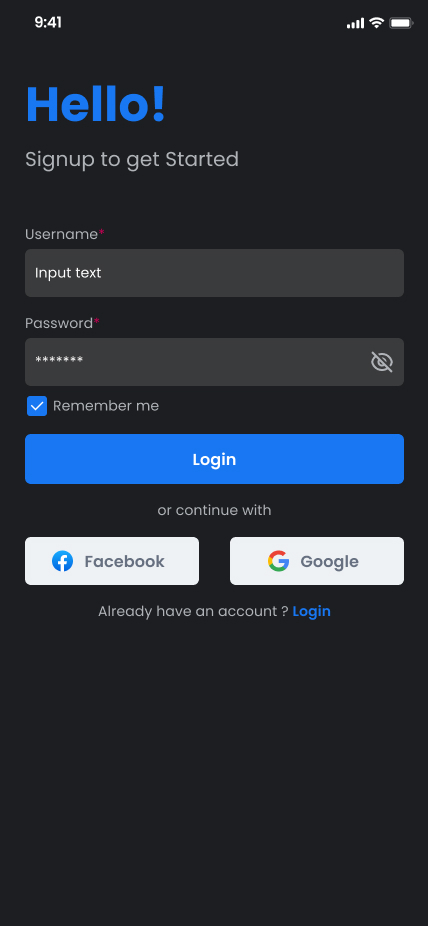 9:41
Hello!
Signup to get Started
Username*
Input text
Password*
*******
Remember me
Login
or continue with
Facebook
Google
Already have an account ? Login